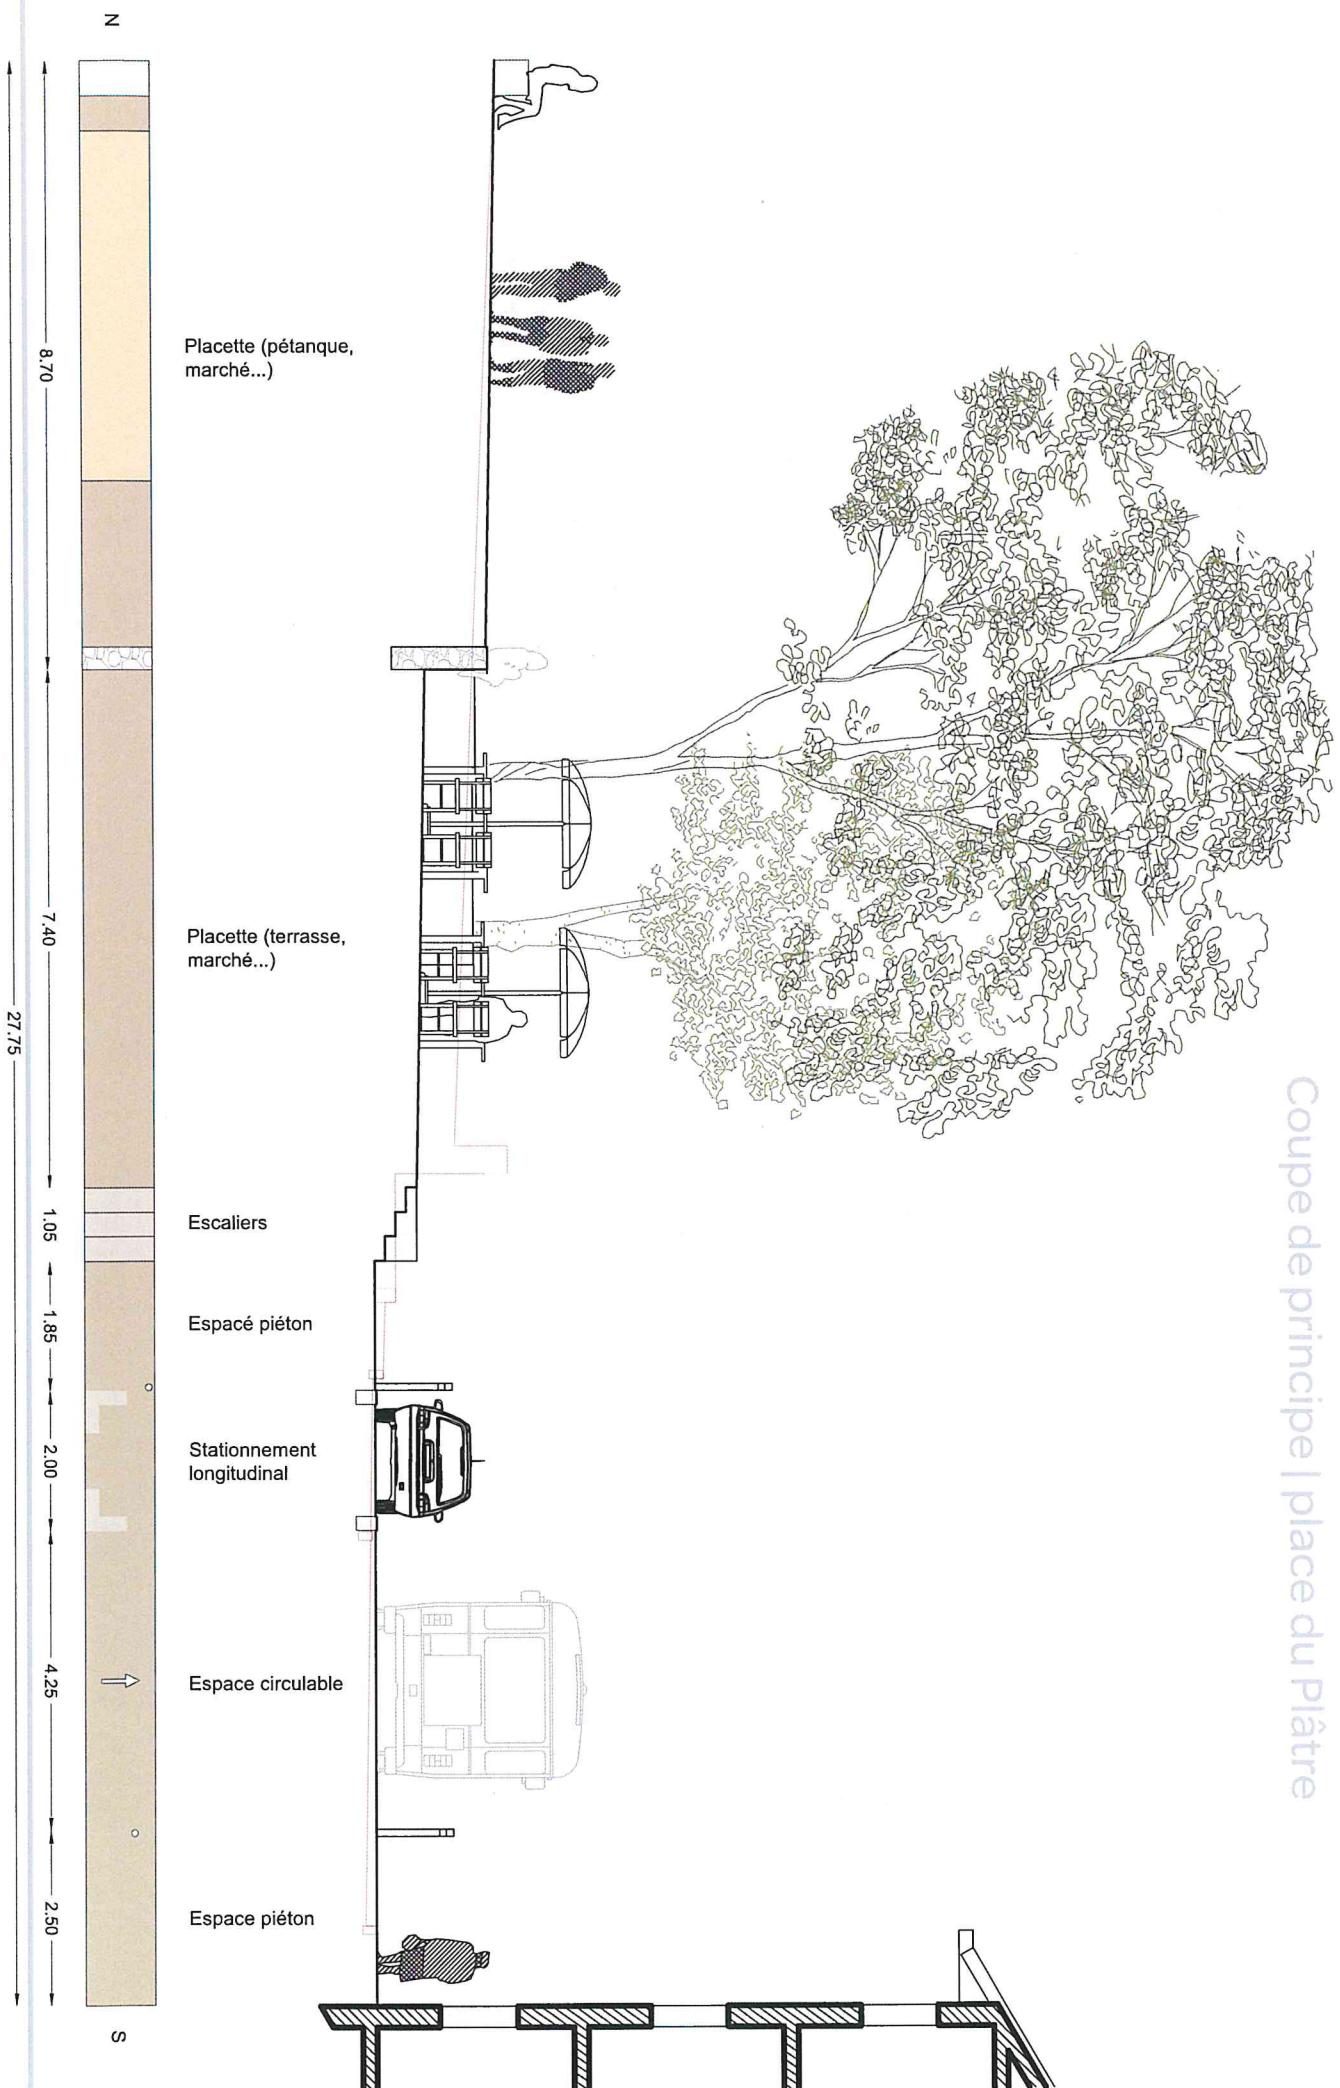 Coupe de principe | place du Plâtre
Placette (pétanque,
marché...)
Placette (terrasse,
marché...)
Escaliers
Espacé piéton
Stationnement
longitudinal
Espace circulable
Espace piéton
N
8.70
7.40
1.05
1.85
2.00
4.25
2.50
S
27.75